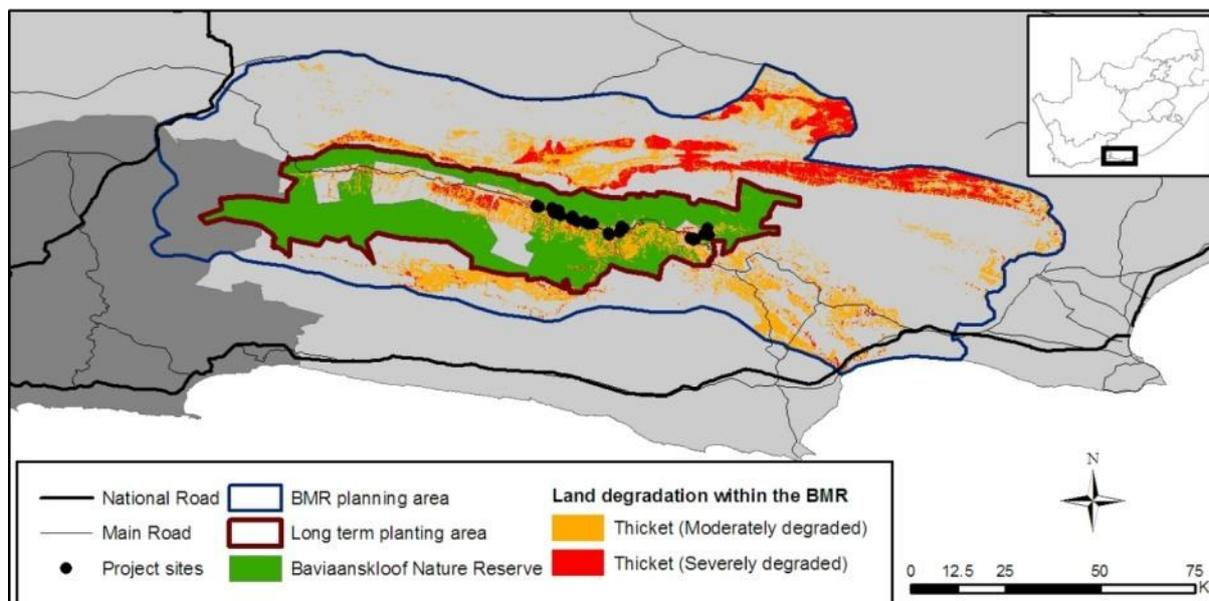 N
National Road
Main Road
Project sites
BMR planning area
Long term planting area
Baviaanskloof Nature Reserve
Land degradation within the BMR
Thicket (Moderately degraded)
Thicket (Severely degraded)
0 12.5 25 50 75
K